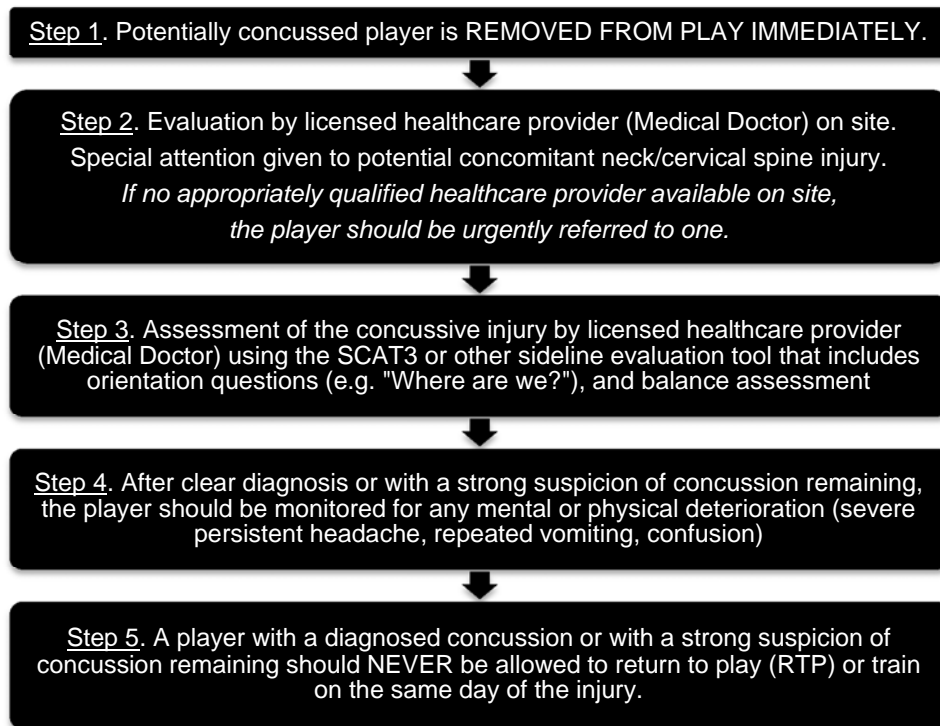 Step 1. Potentially concussed player is REMOVED FROM PLAY IMMEDIATELY.
Step 2. Evaluation by licensed healthcare provider (Medical Doctor) on site.
Special attention given to potential concomitant neck/cervical spine injury.
If no appropriately qualified healthcare provider available on site,
the player should be urgently referred to one.
Step 3. Assessment of the concussive injury by licensed healthcare provider
(Medical Doctor) using the SCAT3 or other sideline evaluation tool that includes
orientation questions (e.g. "Where are we?"), and balance assessment
Step 4. After clear diagnosis or with a strong suspicion of concussion remaining,
the player should be monitored for any mental or physical deterioration (severe
persistent headache, repeated vomiting, confusion)
Step 5. A player with a diagnosed concussion or with a strong suspicion of
concussion remaining should NEVER be allowed to return to play (RTP) or train
on the same day of the injury.